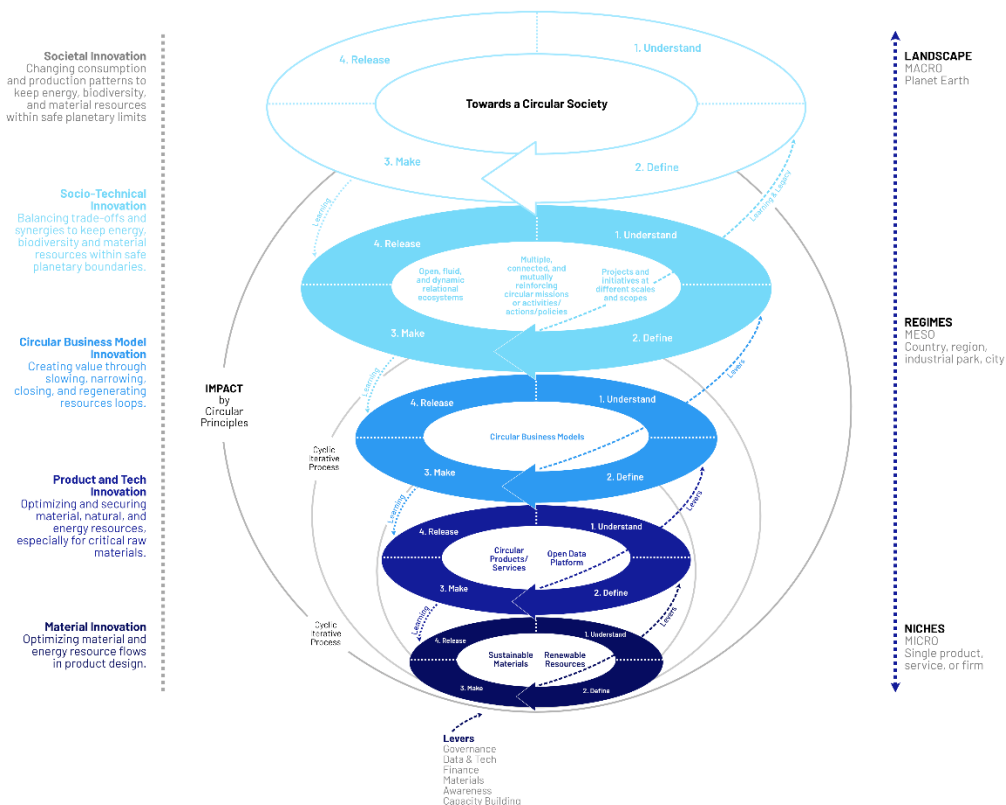 Societal Innovation
Changing consumption
and production patterns to
keep energy, biodiversity,
and material resources
within safe planetary limits
Socio-Technical
Innovation
Balancing trade-offs and
synergies to keep energy,
biodiversity and material
resources within safe
planetary boundaries.
Circular Business Model
Innovation
Creating value through
slowing, narrowing,
closing, and regenerating
resources loops.
Product and Tech
Innovation
Optimizing and securing
material, natural, and
energy resources,
especially for critical raw
materials.
Material Innovation
Optimizing material and
energy resource flows
in product design.
4. Release
1. Understand
Towards a Circular Society
3. Make
2. Define
Learning
Learning & Legacy
4. Release
1. Understand
Open, fluid,
and dynamic
relational
ecosystems
Multiple,
connected, and
mutually
reinforcing
circular missions
or activities/
actions/policies
Projects and
initiatives at
different scales
and scopes
3. Make
2. Define
Learning
Levers
IMPACT
by
Circular
Principles
4. Release
1. Understand
Circular Business Models
3. Make
2. Define
Cyclic
Iterative
Process
Learning
Levers
4. Release
1. Understand
Circular
Products/
Services
Open Data
Platform
3. Make
2. Define
Learning
Levers
Cyclic
Iterative
Process
4. Release
1. Understand
Sustainable
Materials
Renewable
Resources
3. Make
2. Define
Levers
Governance
Data & Tech
Finance
Materials
Awareness
Capacity Building
LANDSCAPE
MACRO
Planet Earth
REGIMES
MESO
Country, region,
industrial park, city
NICHES
MICRO
Single product,
service, or firm